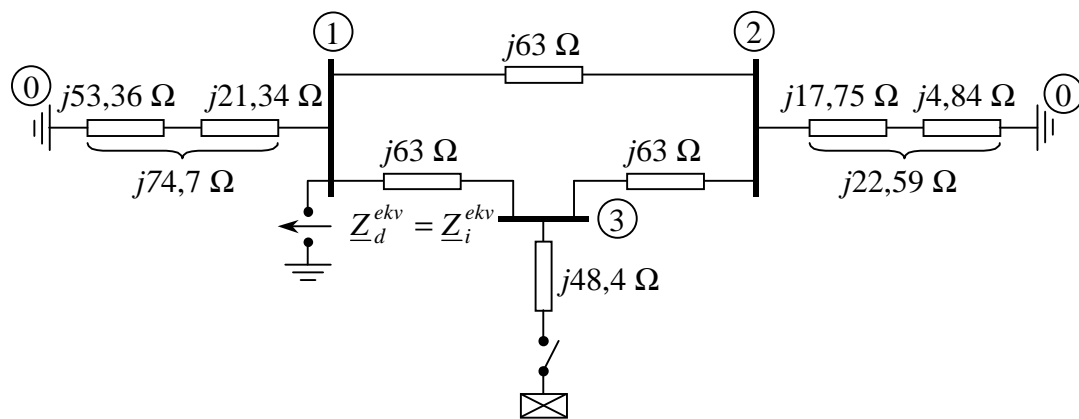 1
2
j63 Ω
0
j53,36 Ω
j21,34 Ω
j17,75 Ω
j4,84 Ω
0
j74,7 Ω
j63 Ω
j63 Ω
j22,59 Ω
Z_d^{ekv} = Z_i^{ekv}
3
j48,4 Ω